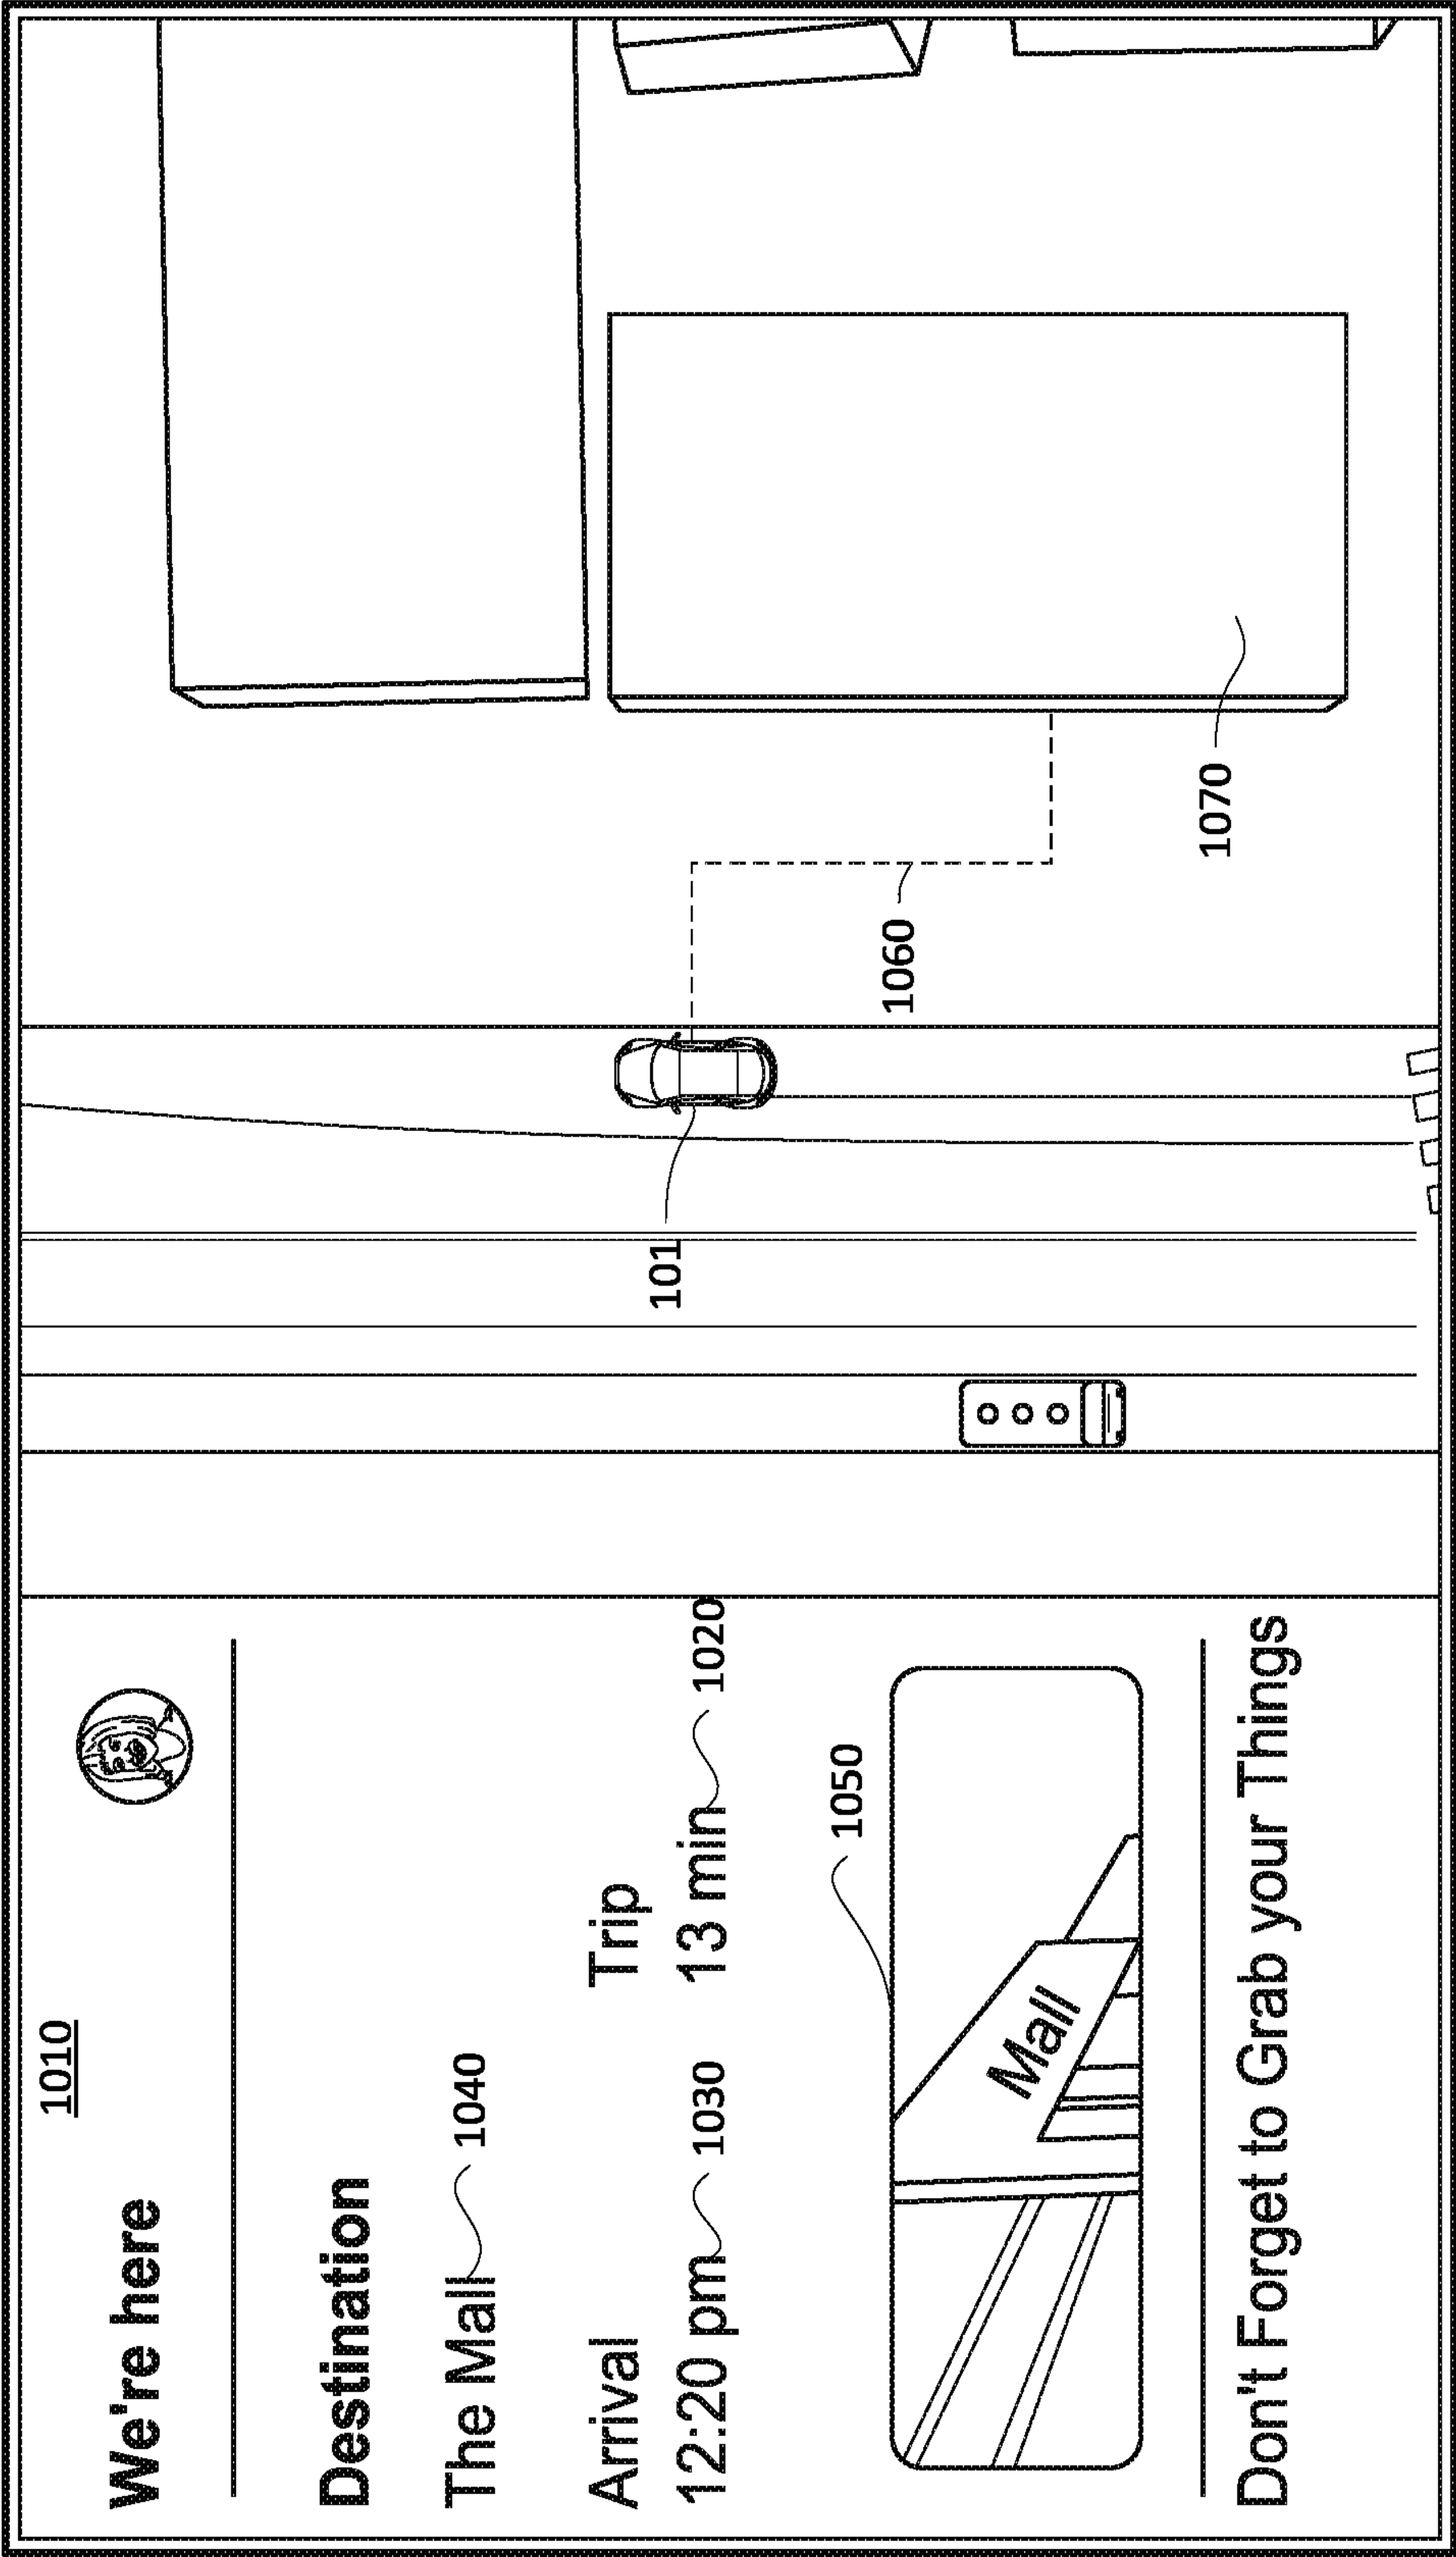 1010
We're here
Destination
The Mall 1040
Arrival Trip
12:20 pm 1030 13 min 1020
1050
Mall
Don't Forget to Grab your Things
101
1060
1070